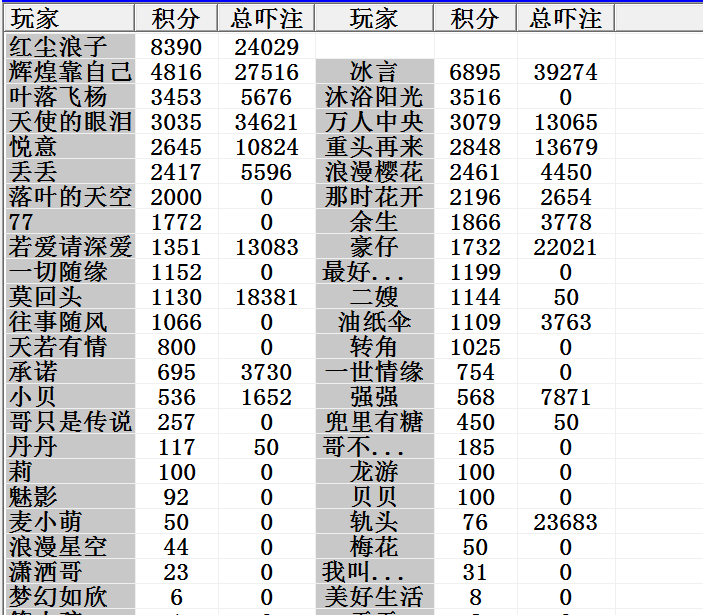 玩家 积分 总吓注 玩家 积分 总吓注
红尘浪子 8390 24029
辉煌靠自己 4816 27516 冰言 6895 39274
叶落飞杨 3453 5676 沐浴阳光 3516 0
天使的眼泪 3035 34621 万人中央 3079 13065
悦意 2645 10824 重头再来 2848 13679
丢丢 2417 5596 浪漫樱花 2461 4450
落叶的天空 2000 0 那时花开 2196 2654
77 1772 0 余生 1866 3778
若爱请深爱 1351 13083 豪仔 1732 22021
一切随缘 1152 0 最好... 1199 0
莫回头 1130 18381 二嫂 1144 50
往事随风 1066 0 油纸伞 1109 3763
天若有情 800 0 转角 1025 0
承诺 695 3730 一世情缘 754 0
小贝 536 1652 强强 568 7871
哥只是传说 257 0 兜里有糖 450 50
丹丹 117 50 哥不... 185 0
莉 100 0 龙游 100 0
魅影 92 0 贝贝 100 0
麦小萌 50 0 轨头 76 23683
浪漫星空 44 0 梅花 50 0
潇洒哥 23 0 我叫... 31 0
梦幻如欣 6 0 美好生活 8 0